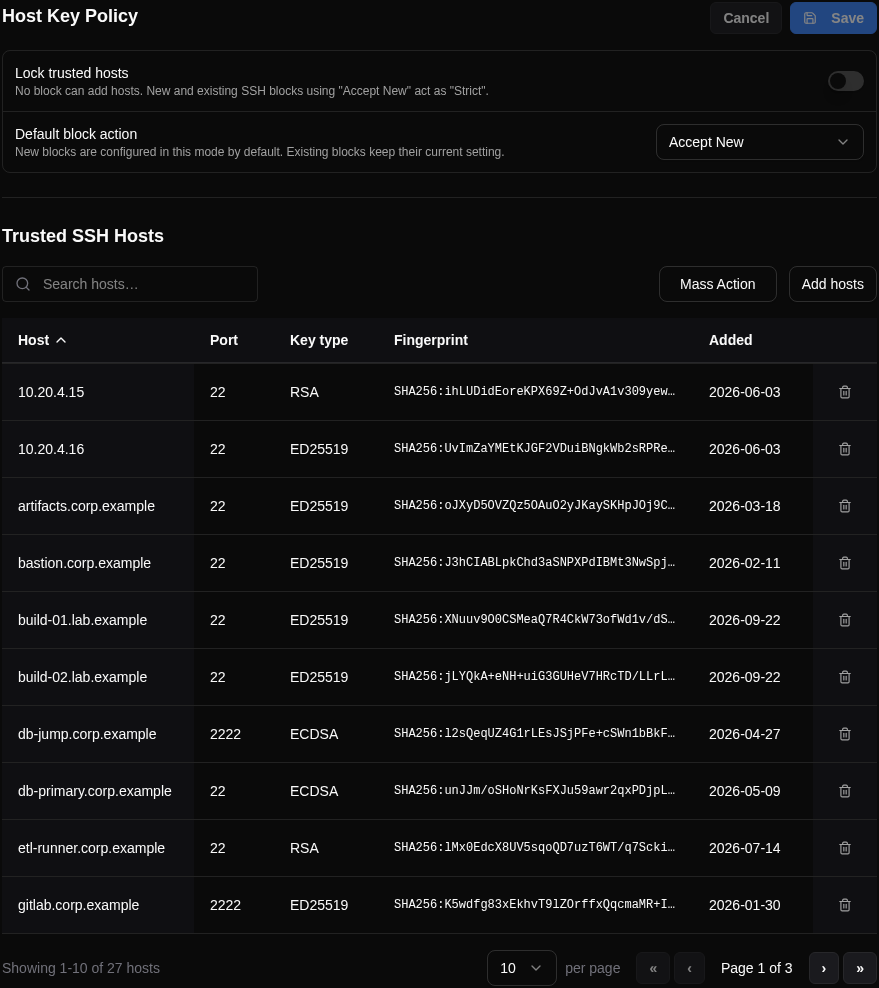 Host Key Policy
Cancel
Save
Lock trusted hosts
No block can add hosts. New and existing SSH blocks using "Accept New" act as "Strict".
Default block action
New blocks are configured in this mode by default. Existing blocks keep their current setting.
Accept New
Trusted SSH Hosts
Search hosts…
Mass Action
Add hosts
Host Port Key type Fingerprint Added
10.20.4.15 22 RSA SHA256:ihLUDidEoreKPX69Z+OdJvA1v309yew… 2026-06-03
10.20.4.16 22 ED25519 SHA256:UvImZaYMEtKJGF2VDuiBNgkWb2sRPRe… 2026-06-03
artifacts.corp.example 22 ED25519 SHA256:oJXyD5OVZQz5OAuO2yJKaySKHpJOj9C… 2026-03-18
bastion.corp.example 22 ED25519 SHA256:J3hCIABLpkChd3aSNPXPdIBMt3NwSpj… 2026-02-11
build-01.lab.example 22 ED25519 SHA256:XNuuv9O0CSMeaQ7R4CkW73ofWd1v/dS… 2026-09-22
build-02.lab.example 22 ED25519 SHA256:jLYQkA+eNH+uiG3GUHeV7HRcTD/LLrL… 2026-09-22
db-jump.corp.example 2222 ECDSA SHA256:l2sQeqUZ4G1rLEsJSjPFe+cSWn1bBkF… 2026-04-27
db-primary.corp.example 22 ECDSA SHA256:unJJm/oSHoNrKsFXJu59awr2qxPDjpL… 2026-05-09
etl-runner.corp.example 22 RSA SHA256:lMx0EdcX8UV5sqoQD7uzT6WT/q7Scki… 2026-07-14
gitlab.corp.example 2222 ED25519 SHA256:K5wdfg83xEkhvT9lZOrffxQqcmaMR+I… 2026-01-30
Showing 1-10 of 27 hosts
10
per page
« ‹ Page 1 of 3 › »